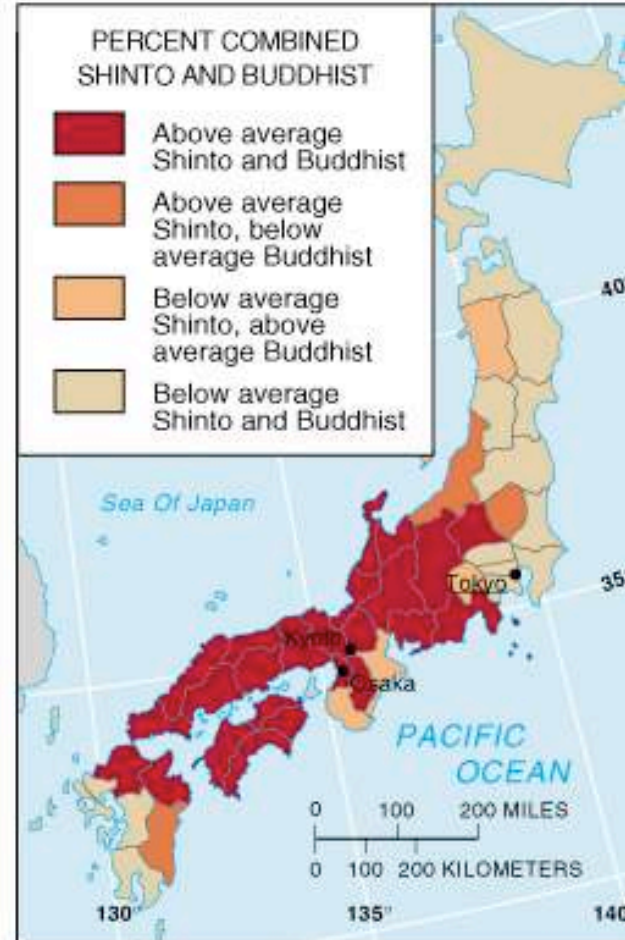 PERCENT COMBINED
SHINTO AND BUDDHIST
Above average
Shinto and Buddhist
Above average
Shinto, below
average Buddhist
Below average
Shinto, above
average Buddhist
Below average
Shinto and Buddhist
40
Sea Of Japan
Tokyo
35
Kyoto
Osaka
PACIFIC
OCEAN
0 100 200 MILES
0 100 200 KILOMETERS
130° 135° 140